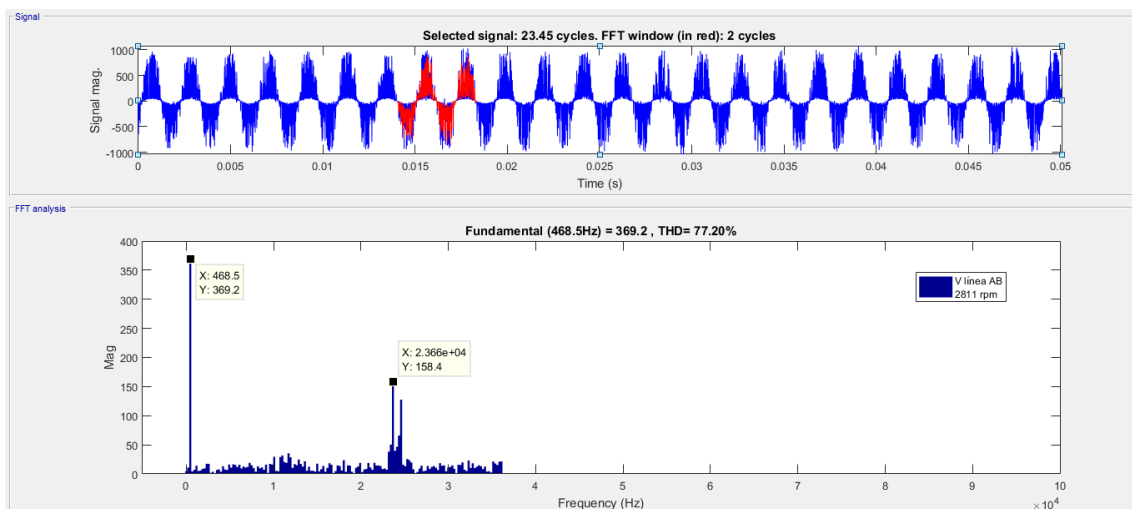 Signal
Selected signal: 23.45 cycles. FFT window (in red): 2 cycles
1000
500
0
-500
-1000
Signal mag.
0 0.005 0.01 0.015 0.02 0.025 0.03 0.035 0.04 0.045 0.05
Time (s)
FFT analysis
Fundamental (468.5Hz) = 369.2 , THD= 77.20%
400
350
300
250
200
150
100
50
0
Mag
X: 468.5
Y: 369.2
X: 2.366e+04
Y: 158.4
V línea AB
2811 rpm
0 1 2 3 4 5 6 7 8 9 10
Frequency (Hz)
× 10^4